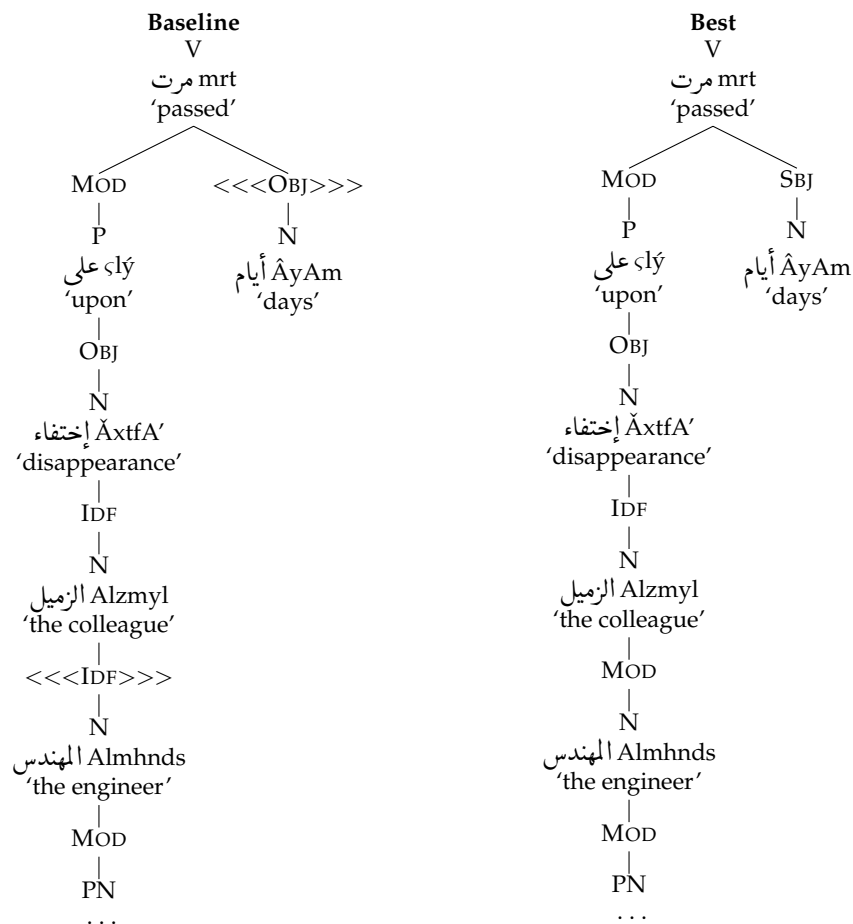 Baseline Best
V V
مرت mrt مرت mrt
‘passed’ ‘passed’
MOD <<<OBJ>>> MOD SBJ
P N P N
على ςlý أيام ÂyAm على ςlý أيام ÂyAm
‘upon’ ‘days’ ‘upon’ ‘days’
OBJ OBJ
N N
إختفاء ǍxtfA’ إختفاء ǍxtfA’
‘disappearance’ ‘disappearance’
IDF IDF
N N
الزميل Alzmyl الزميل Alzmyl
‘the colleague’ ‘the colleague’
<<<IDF>>> MOD
N N
المهندس Almhnds المهندس Almhnds
‘the engineer’ ‘the engineer’
MOD MOD
PN PN
. . . . . .